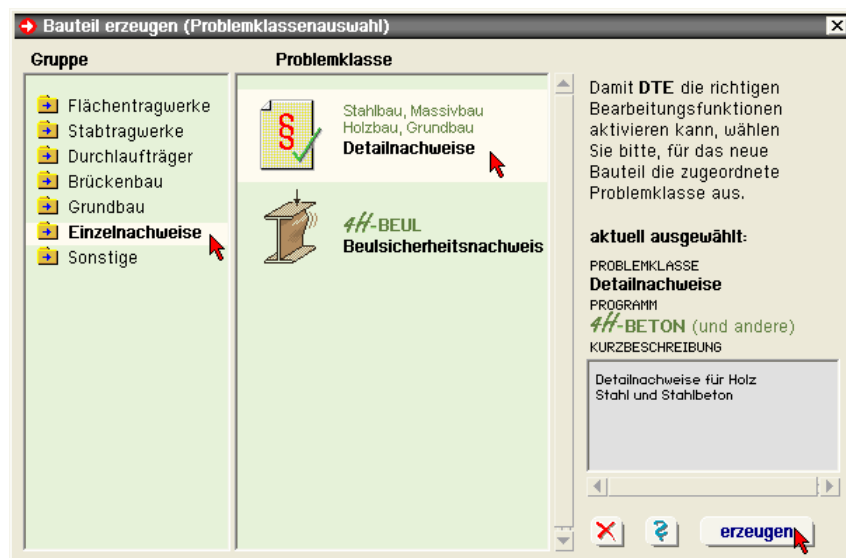 Bauteil erzeugen (Problemklassenauswahl)
Gruppe
Problemklasse
Flächentragwerke
Stabtragwerke
Durchlaufträger
Brückenbau
Grundbau
Einzelnachweise
Sonstige
§
Stahlbau, Massivbau
Holzbau, Grundbau
Detailnachweise
4H-BEUL
Beulsicherheitsnachweis
Damit DTE die richtigen
Bearbeitungsfunktionen
aktivieren kann, wählen
Sie bitte, für das neue
Bauteil die zugeordnete
Problemklasse aus.
aktuell ausgewählt:
PROBLEMKLASSE
Detailnachweise
PROGRAMM
4H-BETON (und andere)
KURZBESCHREIBUNG
Detailnachweise für Holz
Stahl und Stahlbeton
erzeugen